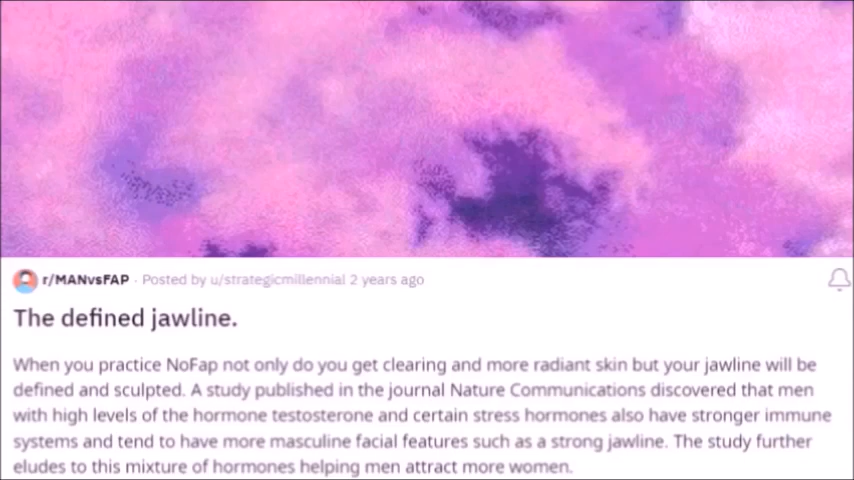 r/MANvsFAP · Posted by u/strategicmillennial 2 years ago
The defined jawline.
When you practice NoFap not only do you get clearing and more radiant skin but your jawline will be
defined and sculpted. A study published in the journal Nature Communications discovered that men
with high levels of the hormone testosterone and certain stress hormones also have stronger immune
systems and tend to have more masculine facial features such as a strong jawline. The study further
eludes to this mixture of hormones helping men attract more women.